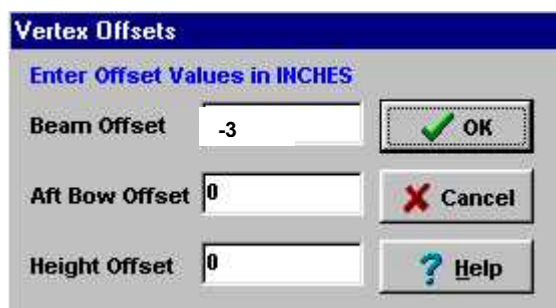 Vertex Offsets
Enter Offset Values in INCHES
Beam Offset -3 OK
Aft Bow Offset 0 Cancel
Height Offset 0 Help